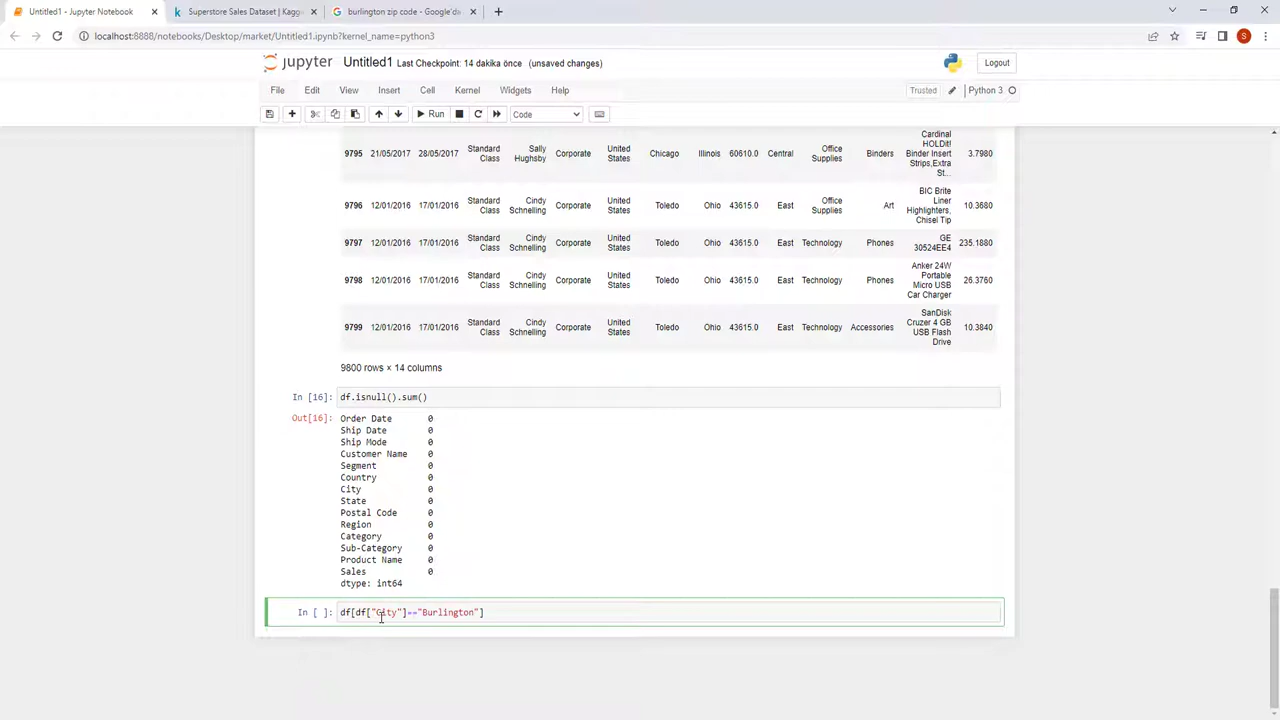 Untitled1 - Jupyter Notebook
Superstore Sales Dataset | Kagg
burlington zip code - Google'da
localhost:8888/notebooks/Desktop/market/Untitled1.ipynb?kernel_name=python3
S
jupyter Untitled1 Last Checkpoint: 14 dakika önce (unsaved changes)
Logout
File Edit View Insert Cell Kernel Widgets Help
Trusted
Python 3
Run
Code
9795 21/05/2017 28/05/2017 Standard Class Sally Hughsby Corporate United States Chicago Illinois 60610.0 Central Office Supplies Binders Cardinal HOLDit! Binder Insert Strips,Extra St... 3.7980
9796 12/01/2016 17/01/2016 Standard Class Cindy Schnelling Corporate United States Toledo Ohio 43615.0 East Office Supplies Art BIC Brite Liner Highlighters, Chisel Tip 10.3680
9797 12/01/2016 17/01/2016 Standard Class Cindy Schnelling Corporate United States Toledo Ohio 43615.0 East Technology Phones GE 30524EE4 235.1880
9798 12/01/2016 17/01/2016 Standard Class Cindy Schnelling Corporate United States Toledo Ohio 43615.0 East Technology Phones Anker 24W Portable Micro USB Car Charger 26.3760
9799 12/01/2016 17/01/2016 Standard Class Cindy Schnelling Corporate United States Toledo Ohio 43615.0 East Technology Accessories SanDisk Cruzer 4 GB USB Flash Drive 10.3840
9800 rows × 14 columns
In [16]: df.isnull().sum()
Out[16]: Order Date 0
Ship Date 0
Ship Mode 0
Customer Name 0
Segment 0
Country 0
City 0
State 0
Postal Code 0
Region 0
Category 0
Sub-Category 0
Product Name 0
Sales 0
dtype: int64
In [ ]: df[df["City"]=="Burlington"]